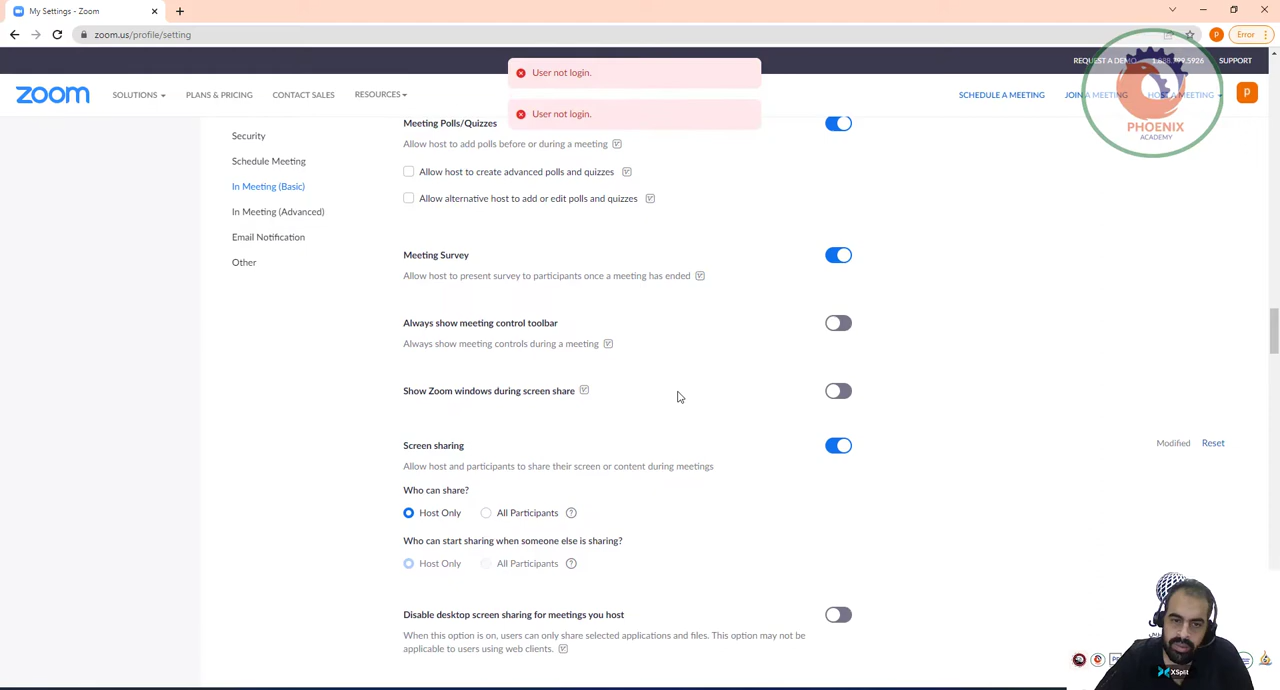 My Settings - Zoom
zoom.us/profile/setting
P
Error
REQUEST A DEMO
1.888.799.5926
SUPPORT
User not login.
User not login.
zoom
SOLUTIONS
PLANS & PRICING
CONTACT SALES
RESOURCES
SCHEDULE A MEETING
JOIN A MEETING
HOST A MEETING
P
PHOENIX
ACADEMY
Security
Schedule Meeting
In Meeting (Basic)
In Meeting (Advanced)
Email Notification
Other
Meeting Polls/Quizzes
Allow host to add polls before or during a meeting
Allow host to create advanced polls and quizzes
Allow alternative host to add or edit polls and quizzes
Meeting Survey
Allow host to present survey to participants once a meeting has ended
Always show meeting control toolbar
Always show meeting controls during a meeting
Show Zoom windows during screen share
Screen sharing
Modified Reset
Allow host and participants to share their screen or content during meetings
Who can share?
Host Only All Participants
Who can start sharing when someone else is sharing?
Host Only All Participants
Disable desktop screen sharing for meetings you host
When this option is on, users can only share selected applications and files. This option may not be
applicable to users using web clients.
XSplit